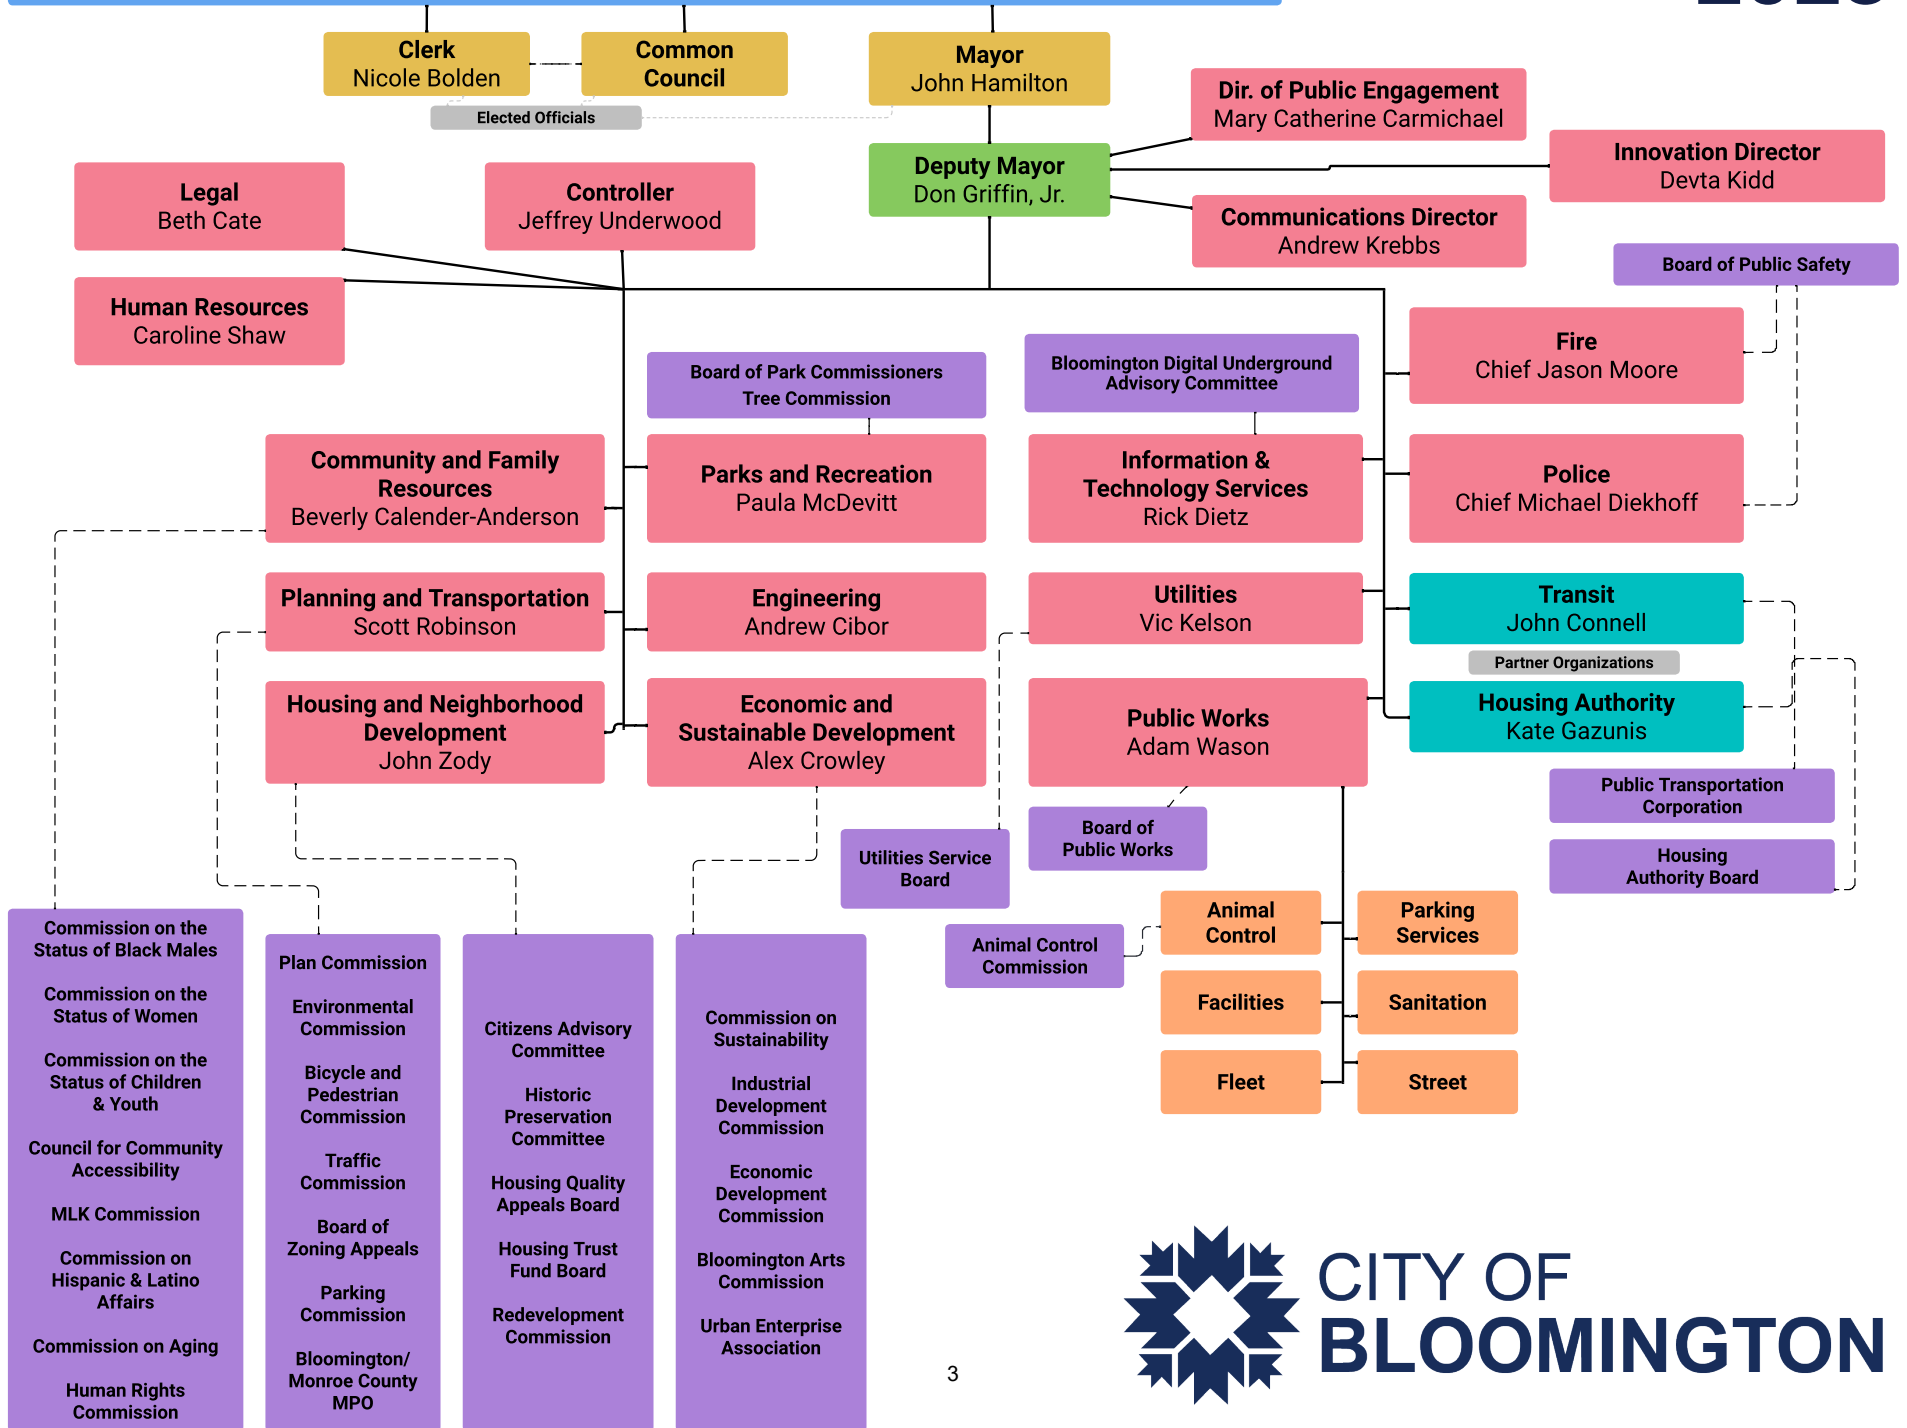 Clerk
Nicole Bolden
Common
Council
Mayor
John Hamilton
Elected Officials
Dir. of Public Engagement
Mary Catherine Carmichael
Deputy Mayor
Don Griffin, Jr.
Innovation Director
Devta Kidd
Communications Director
Andrew Krebbs
Legal
Beth Cate
Controller
Jeffrey Underwood
Human Resources
Caroline Shaw
Board of Public Safety
Fire
Chief Jason Moore
Board of Park Commissioners
Tree Commission
Bloomington Digital Underground
Advisory Committee
Community and Family
Resources
Beverly Calender-Anderson
Parks and Recreation
Paula McDevitt
Information &
Technology Services
Rick Dietz
Police
Chief Michael Diekhoff
Planning and Transportation
Scott Robinson
Engineering
Andrew Cibor
Utilities
Vic Kelson
Transit
John Connell
Partner Organizations
Housing and Neighborhood
Development
John Zody
Economic and
Sustainable Development
Alex Crowley
Public Works
Adam Wason
Housing Authority
Kate Gazunis
Public Transportation
Corporation
Housing
Authority Board
Utilities Service
Board
Board of
Public Works
Animal Control
Commission
Animal
Control
Parking
Services
Facilities
Sanitation
Fleet
Street
Commission on the
Status of Black Males
Commission on the
Status of Women
Commission on the
Status of Children
& Youth
Council for Community
Accessibility
MLK Commission
Commission on
Hispanic & Latino
Affairs
Commission on Aging
Human Rights
Commission
Plan Commission
Environmental
Commission
Bicycle and
Pedestrian
Commission
Traffic
Commission
Board of
Zoning Appeals
Parking
Commission
Bloomington/
Monroe County
MPO
Citizens Advisory
Committee
Historic
Preservation
Committee
Housing Quality
Appeals Board
Housing Trust
Fund Board
Redevelopment
Commission
Commission on
Sustainability
Industrial
Development
Commission
Economic
Development
Commission
Bloomington Arts
Commission
Urban Enterprise
Association
3
CITY OF
BLOOMINGTON